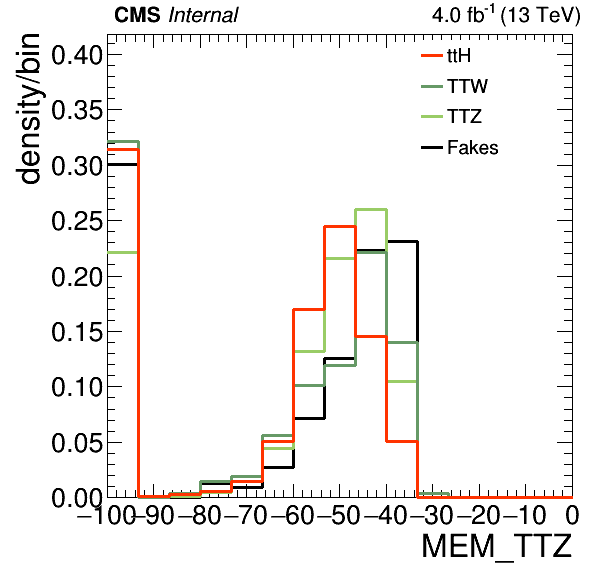 CMS Internal 4.0 fb⁻¹ (13 TeV)
density/bin
0.40
0.35
0.30
0.25
0.20
0.15
0.10
0.05
0.00
ttH
TTW
TTZ
Fakes
−100 −90 −80 −70 −60 −50 −40 −30 −20 −10 0
MEM_TTZ